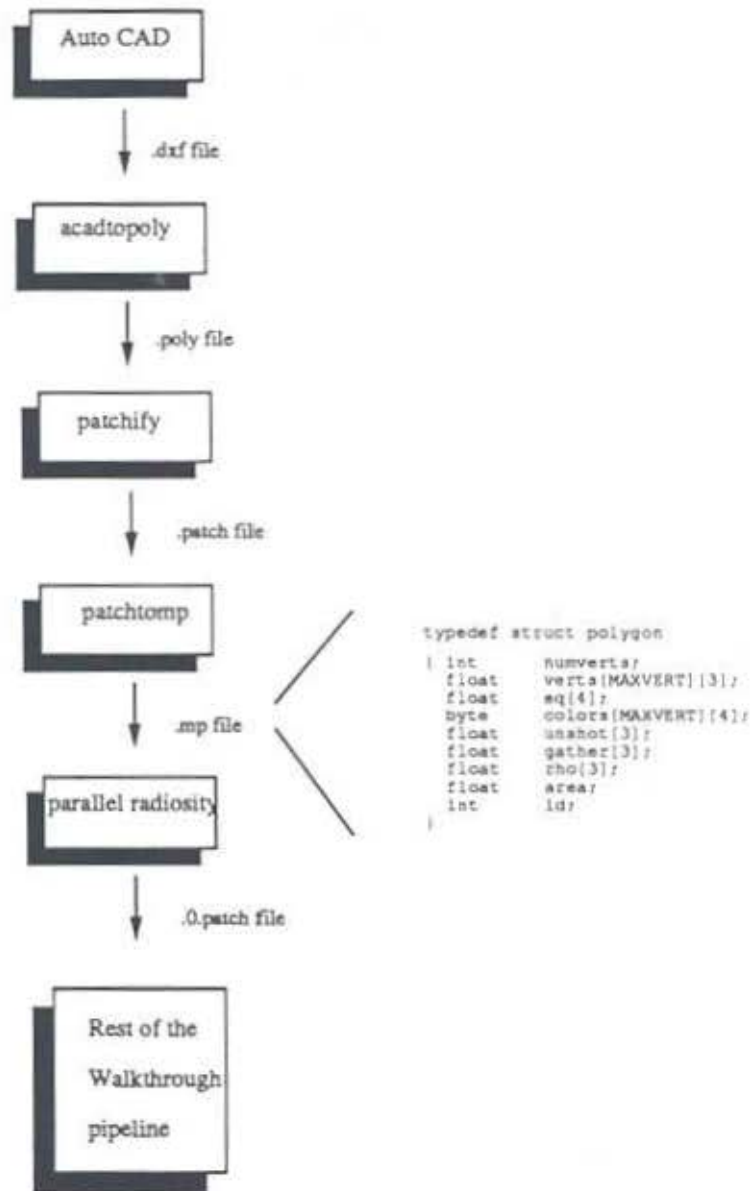 Auto CAD
.dxf file
acadtopoly
.poly file
patchify
.patch file
patchtomp
.mp file
parallel radiosity
.0.patch file
Rest of the
Walkthrough
pipeline
typedef struct polygon
{ int numverts;
float verts[MAXVERT][3];
float eq[4];
byte colors[MAXVERT][4];
float unshot[3];
float gather[3];
float rho[3];
float area;
int id;
}